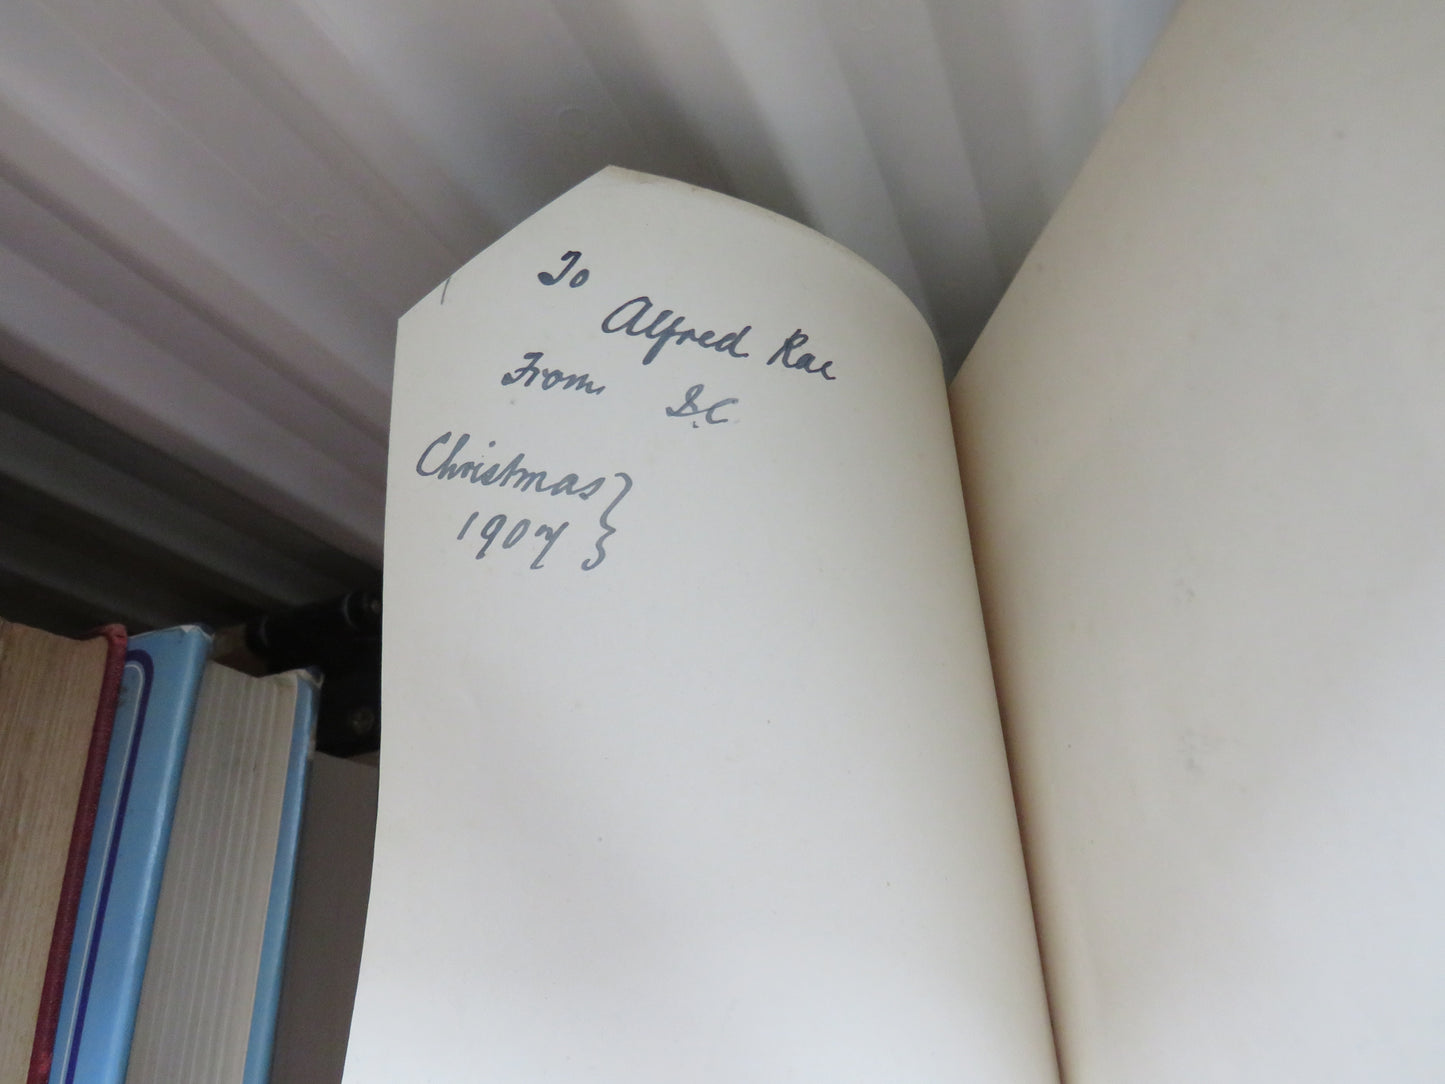 To
Alfred Rae
From
Christmas }
1907 }